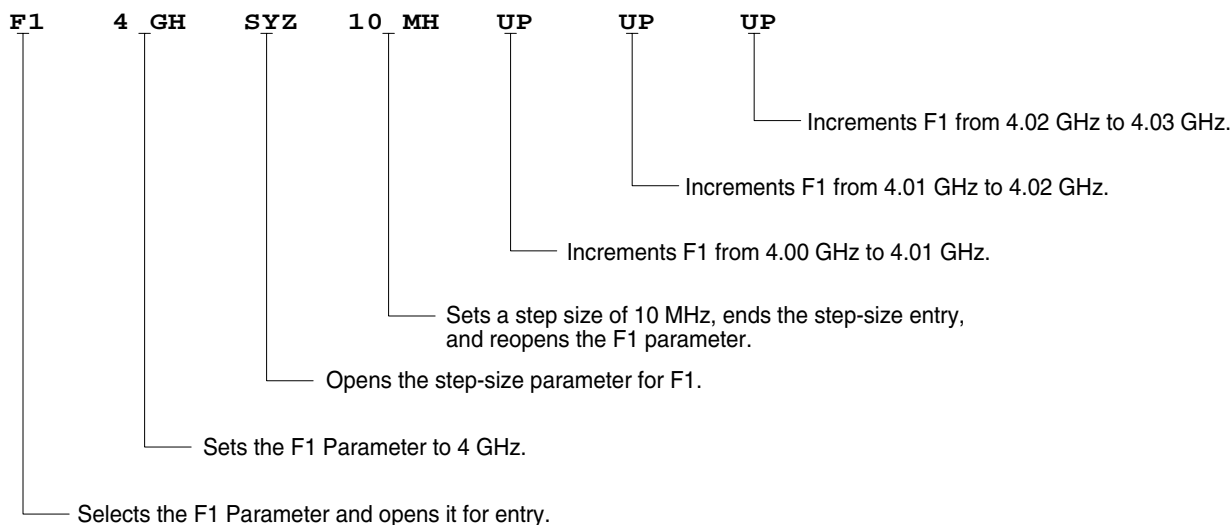 F1 4 GH SYZ 10 MH UP UP UP
Increments F1 from 4.02 GHz to 4.03 GHz.
Increments F1 from 4.01 GHz to 4.02 GHz.
Increments F1 from 4.00 GHz to 4.01 GHz.
Sets a step size of 10 MHz, ends the step-size entry,
and reopens the F1 parameter.
Opens the step-size parameter for F1.
Sets the F1 Parameter to 4 GHz.
Selects the F1 Parameter and opens it for entry.